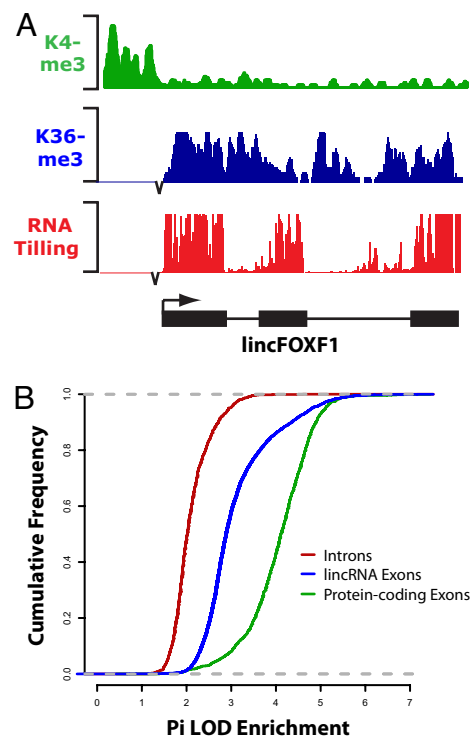 A
K4-
me3
K36-
me3
RNA
Tilling
lincFOXF1
B
1.0
0.8
0.6
0.4
0.2
0.0
Cumulative Frequency
Introns
lincRNA Exons
Protein-coding Exons
0 1 2 3 4 5 6 7
Pi LOD Enrichment